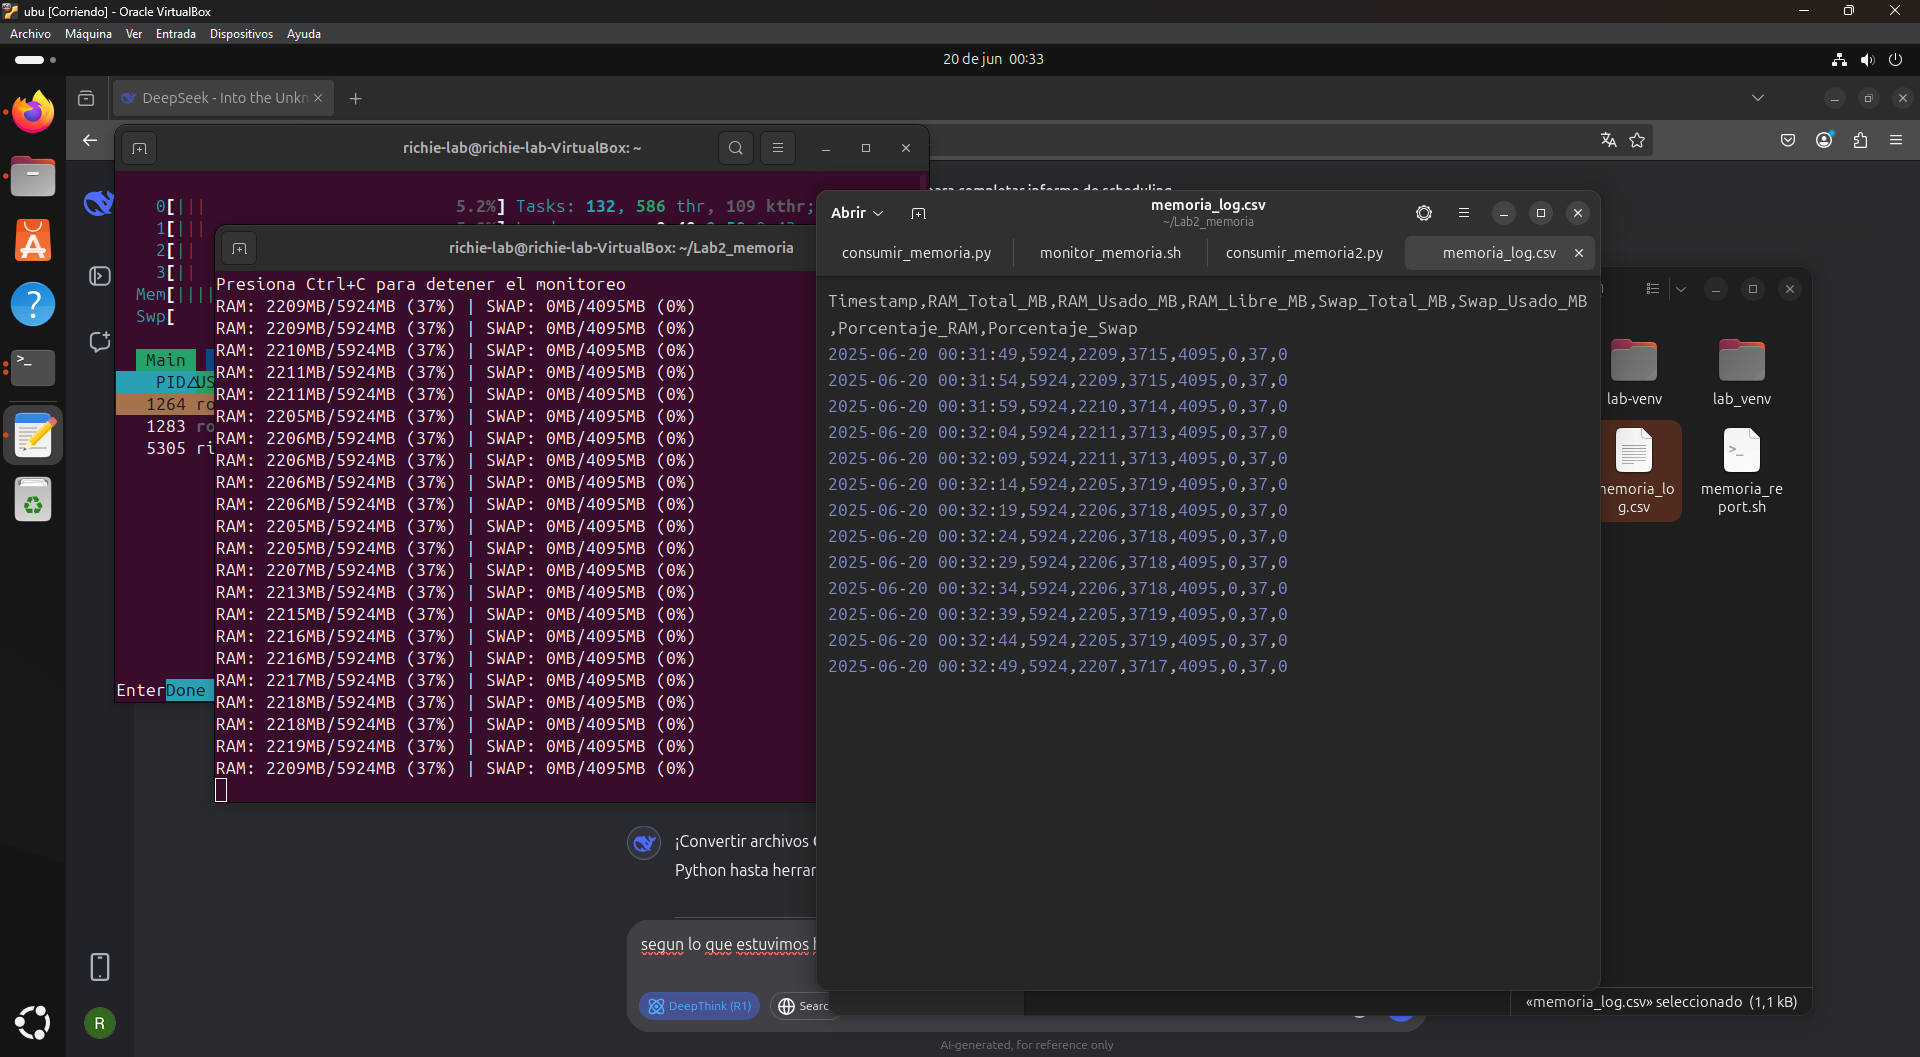 ubu [Corriendo] - Oracle VirtualBox
Archivo Máquina Ver Entrada Dispositivos Ayuda
20 de jun 00:33
DeepSeek - Into the Unkn
richie-lab@richie-lab-VirtualBox: ~
0[||| 5.2%] Tasks: 132, 586 thr, 109 kthr;
1[|||
2[||
3[||
Mem[||||
Swp[
Main
PID△US
1264 ro
1283 ro
5305 ri
EnterDone
richie-lab@richie-lab-VirtualBox: ~/Lab2_memoria
Presiona Ctrl+C para detener el monitoreo
RAM: 2209MB/5924MB (37%) | SWAP: 0MB/4095MB (0%)
RAM: 2209MB/5924MB (37%) | SWAP: 0MB/4095MB (0%)
RAM: 2210MB/5924MB (37%) | SWAP: 0MB/4095MB (0%)
RAM: 2211MB/5924MB (37%) | SWAP: 0MB/4095MB (0%)
RAM: 2211MB/5924MB (37%) | SWAP: 0MB/4095MB (0%)
RAM: 2205MB/5924MB (37%) | SWAP: 0MB/4095MB (0%)
RAM: 2206MB/5924MB (37%) | SWAP: 0MB/4095MB (0%)
RAM: 2206MB/5924MB (37%) | SWAP: 0MB/4095MB (0%)
RAM: 2206MB/5924MB (37%) | SWAP: 0MB/4095MB (0%)
RAM: 2206MB/5924MB (37%) | SWAP: 0MB/4095MB (0%)
RAM: 2205MB/5924MB (37%) | SWAP: 0MB/4095MB (0%)
RAM: 2205MB/5924MB (37%) | SWAP: 0MB/4095MB (0%)
RAM: 2207MB/5924MB (37%) | SWAP: 0MB/4095MB (0%)
RAM: 2213MB/5924MB (37%) | SWAP: 0MB/4095MB (0%)
RAM: 2215MB/5924MB (37%) | SWAP: 0MB/4095MB (0%)
RAM: 2216MB/5924MB (37%) | SWAP: 0MB/4095MB (0%)
RAM: 2216MB/5924MB (37%) | SWAP: 0MB/4095MB (0%)
RAM: 2217MB/5924MB (37%) | SWAP: 0MB/4095MB (0%)
RAM: 2218MB/5924MB (37%) | SWAP: 0MB/4095MB (0%)
RAM: 2218MB/5924MB (37%) | SWAP: 0MB/4095MB (0%)
RAM: 2219MB/5924MB (37%) | SWAP: 0MB/4095MB (0%)
RAM: 2209MB/5924MB (37%) | SWAP: 0MB/4095MB (0%)
para completar informe de scheduling
Abrir
memoria_log.csv
~/Lab2_memoria
consumir_memoria.py monitor_memoria.sh consumir_memoria2.py memoria_log.csv
Timestamp,RAM_Total_MB,RAM_Usado_MB,RAM_Libre_MB,Swap_Total_MB,Swap_Usado_MB
,Porcentaje_RAM,Porcentaje_Swap
2025-06-20 00:31:49,5924,2209,3715,4095,0,37,0
2025-06-20 00:31:54,5924,2209,3715,4095,0,37,0
2025-06-20 00:31:59,5924,2210,3714,4095,0,37,0
2025-06-20 00:32:04,5924,2211,3713,4095,0,37,0
2025-06-20 00:32:09,5924,2211,3713,4095,0,37,0
2025-06-20 00:32:14,5924,2205,3719,4095,0,37,0
2025-06-20 00:32:19,5924,2206,3718,4095,0,37,0
2025-06-20 00:32:24,5924,2206,3718,4095,0,37,0
2025-06-20 00:32:29,5924,2206,3718,4095,0,37,0
2025-06-20 00:32:34,5924,2206,3718,4095,0,37,0
2025-06-20 00:32:39,5924,2205,3719,4095,0,37,0
2025-06-20 00:32:44,5924,2205,3719,4095,0,37,0
2025-06-20 00:32:49,5924,2207,3717,4095,0,37,0
lab-venv
lab_venv
memoria_lo
g.csv
memoria_re
port.sh
«memoria_log.csv» seleccionado (1,1 kB)
¡Convertir archivos
Python hasta herrar
segun lo que estuvimos
DeepThink (R1)
Searc
R
AI-generated, for reference only